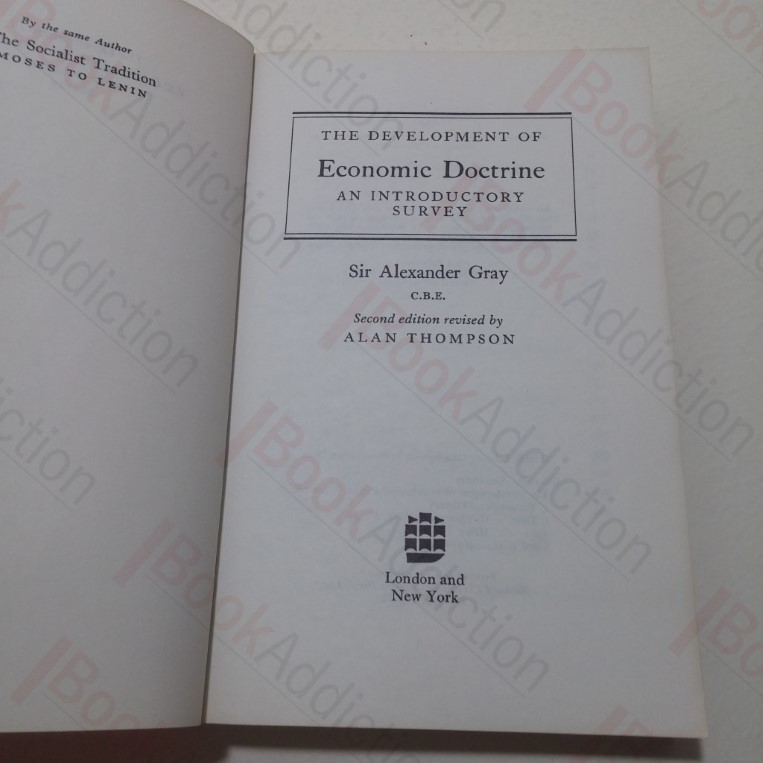 By the same Author
The Socialist Tradition
MOSES TO LENIN
THE DEVELOPMENT OF
Economic Doctrine
AN INTRODUCTORY
SURVEY
Sir Alexander Gray
C.B.E.
Second edition revised by
ALAN THOMPSON
London and
New York
BookAddiction